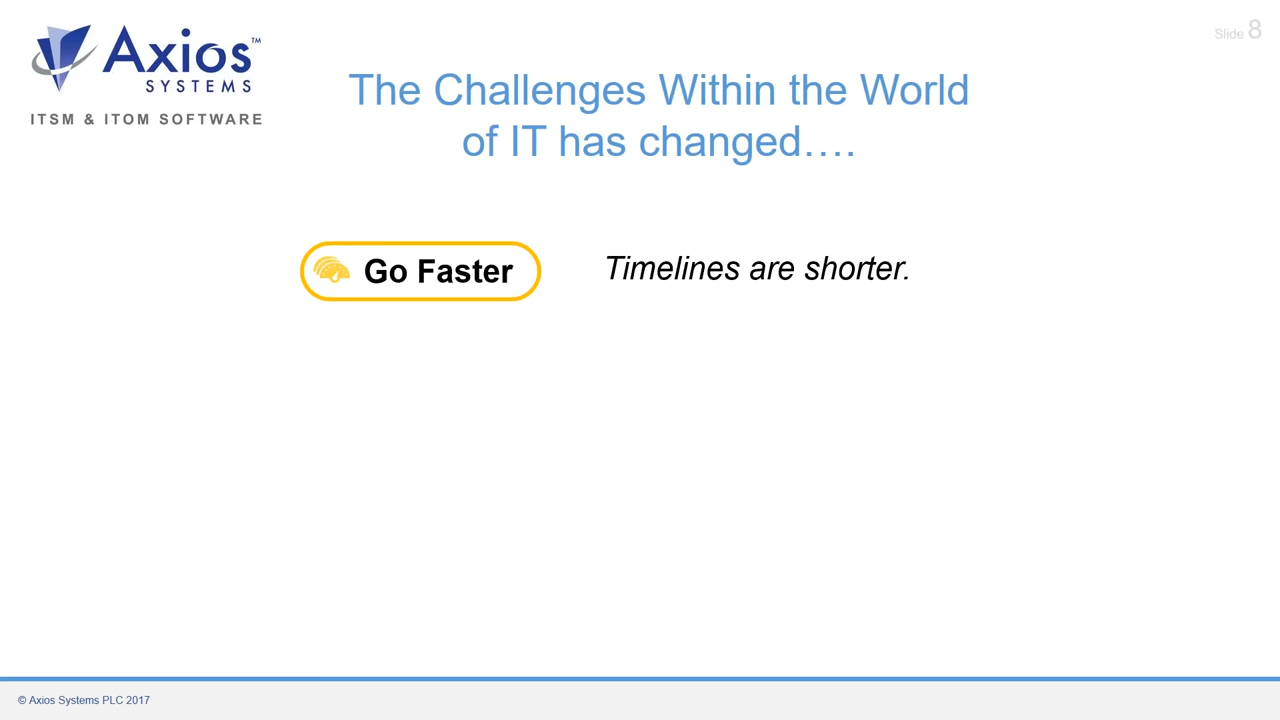 Axios™
SYSTEMS
ITSM & ITOM SOFTWARE
Slide 8
The Challenges Within the World
of IT has changed….
Go Faster
Timelines are shorter.
© Axios Systems PLC 2017